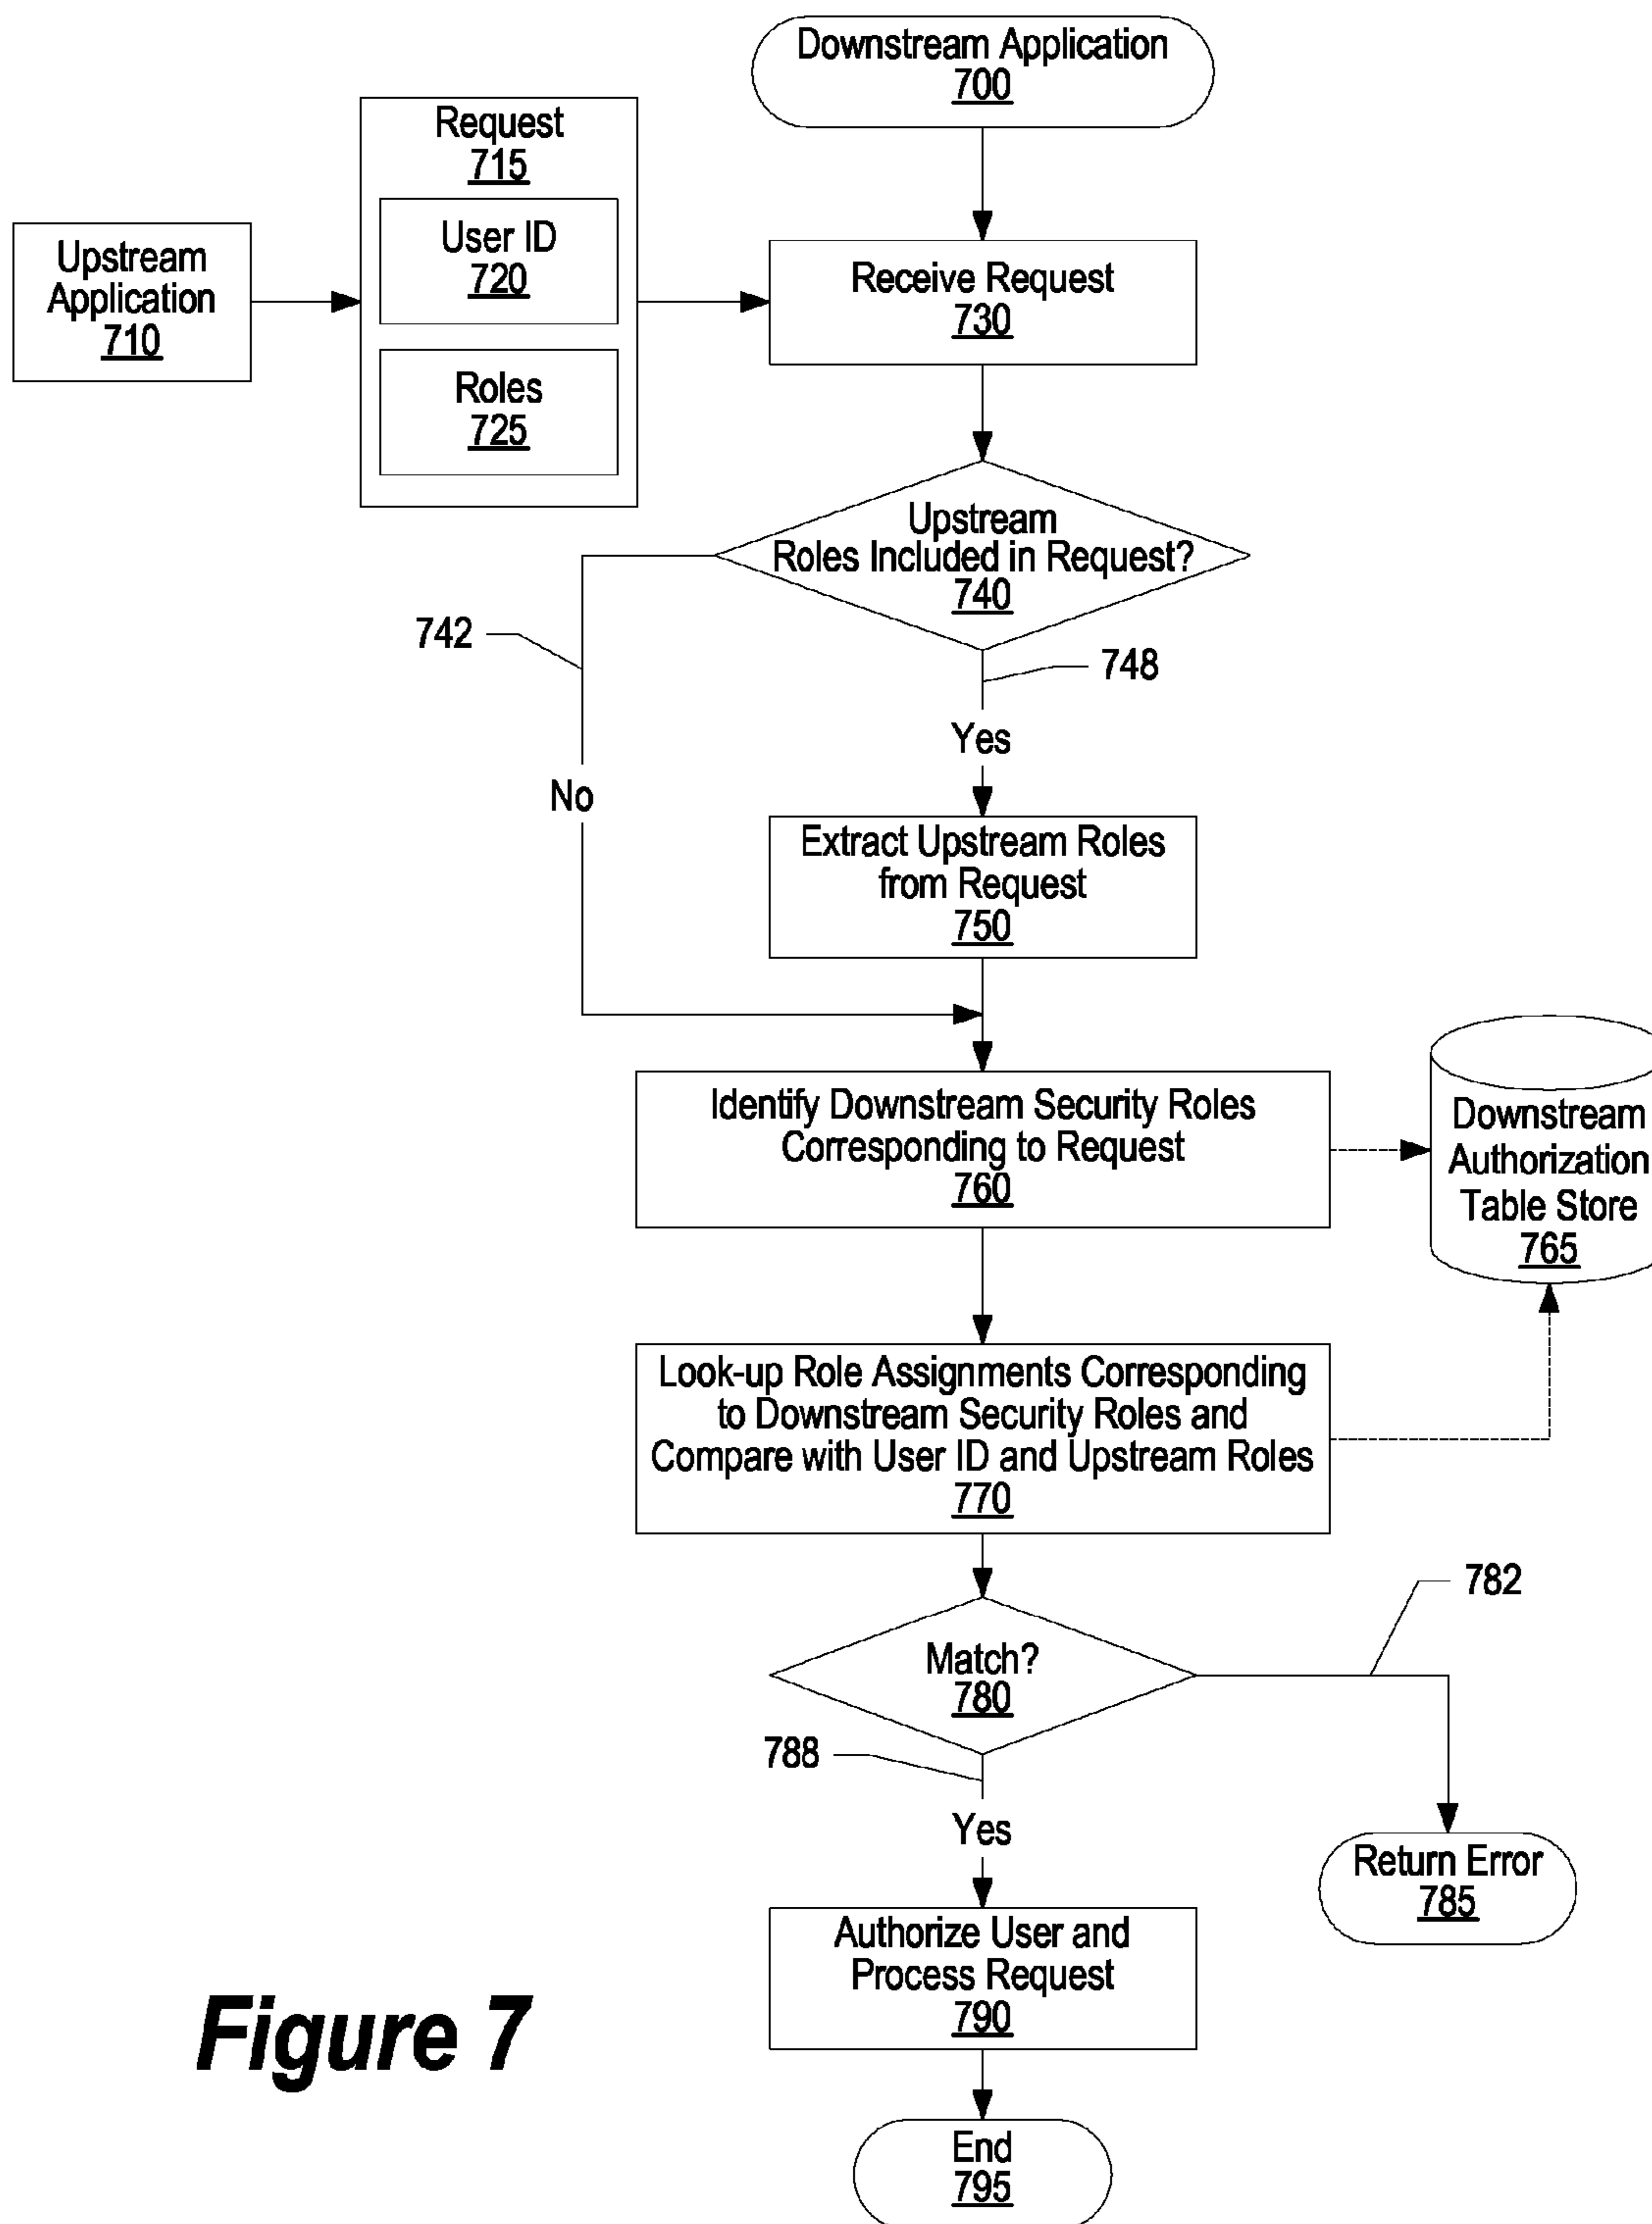 Downstream Application
700
Request
715
User ID
720
Roles
725
Upstream
Application
710
Receive Request
730
Upstream
Roles Included in Request?
740
742
748
Yes
No
Extract Upstream Roles
from Request
750
Identify Downstream Security Roles
Corresponding to Request
760
Downstream
Authorization
Table Store
765
Look-up Role Assignments Corresponding
to Downstream Security Roles and
Compare with User ID and Upstream Roles
770
782
Match?
780
788
Yes
Return Error
785
Authorize User and
Process Request
790
Figure 7
End
795